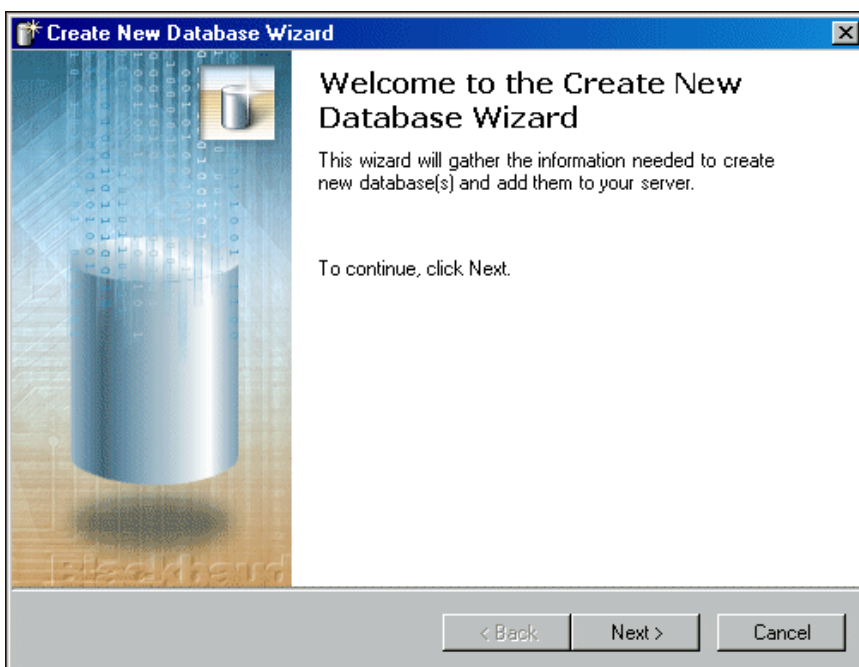 Create New Database Wizard
Welcome to the Create New
Database Wizard
This wizard will gather the information needed to create
new database(s) and add them to your server.
To continue, click Next.
Blackbaud
< Back
Next >
Cancel